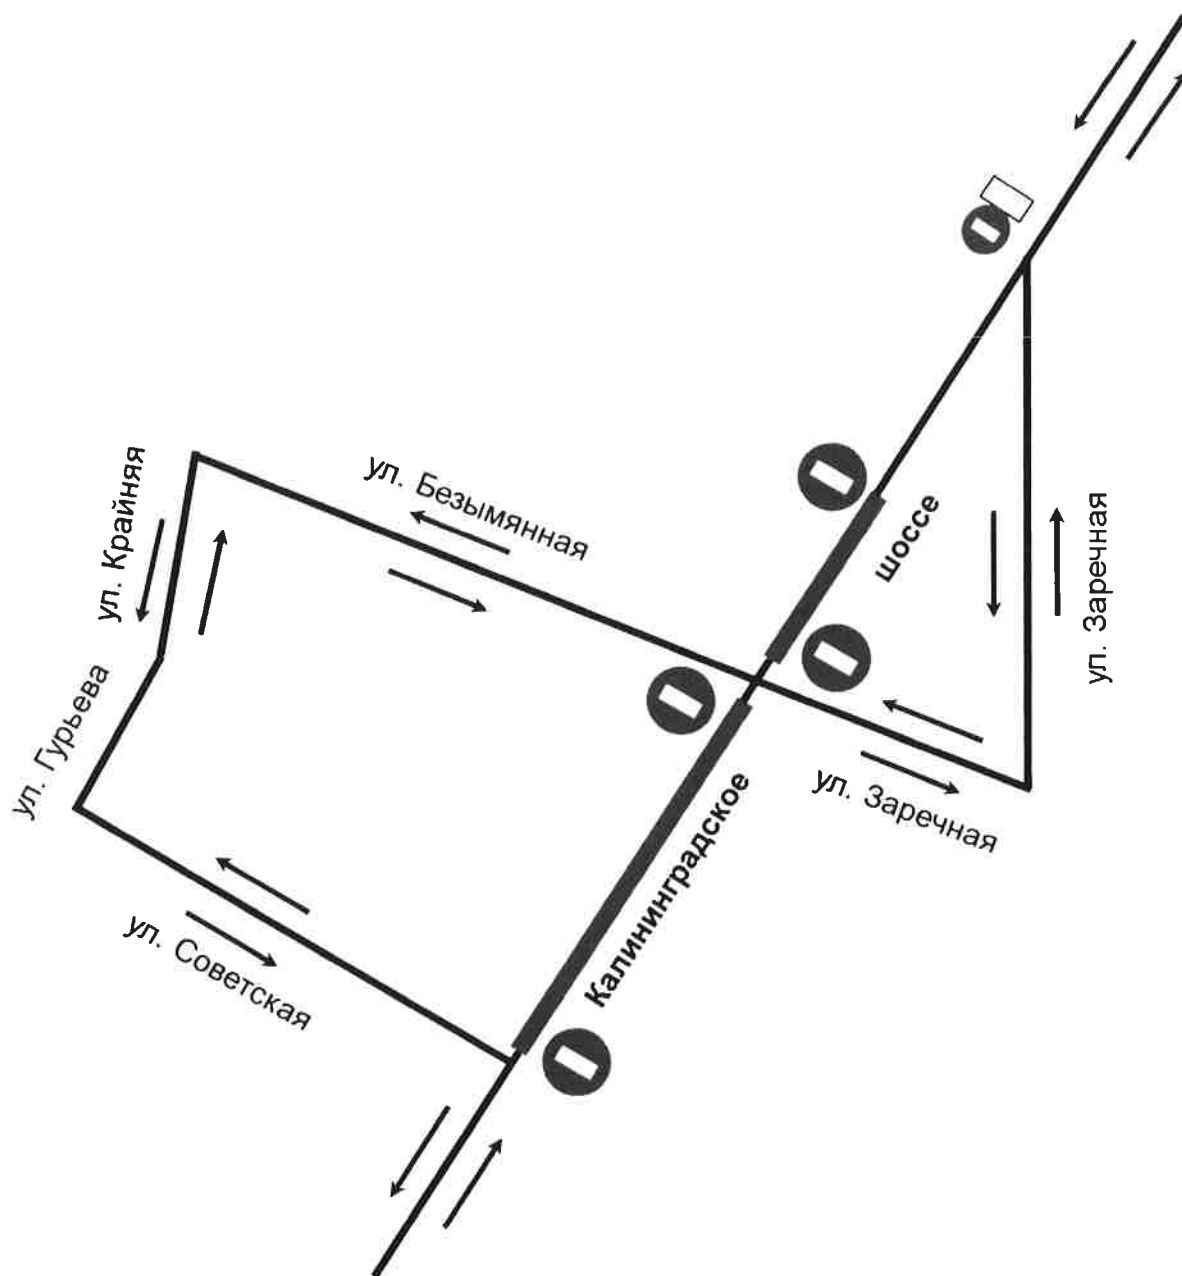 ул. Крайняя
ул. Безымянная
ул. Гурьева
шоссе
ул. Заречная
ул. Заречная
Калининградское
ул. Советская